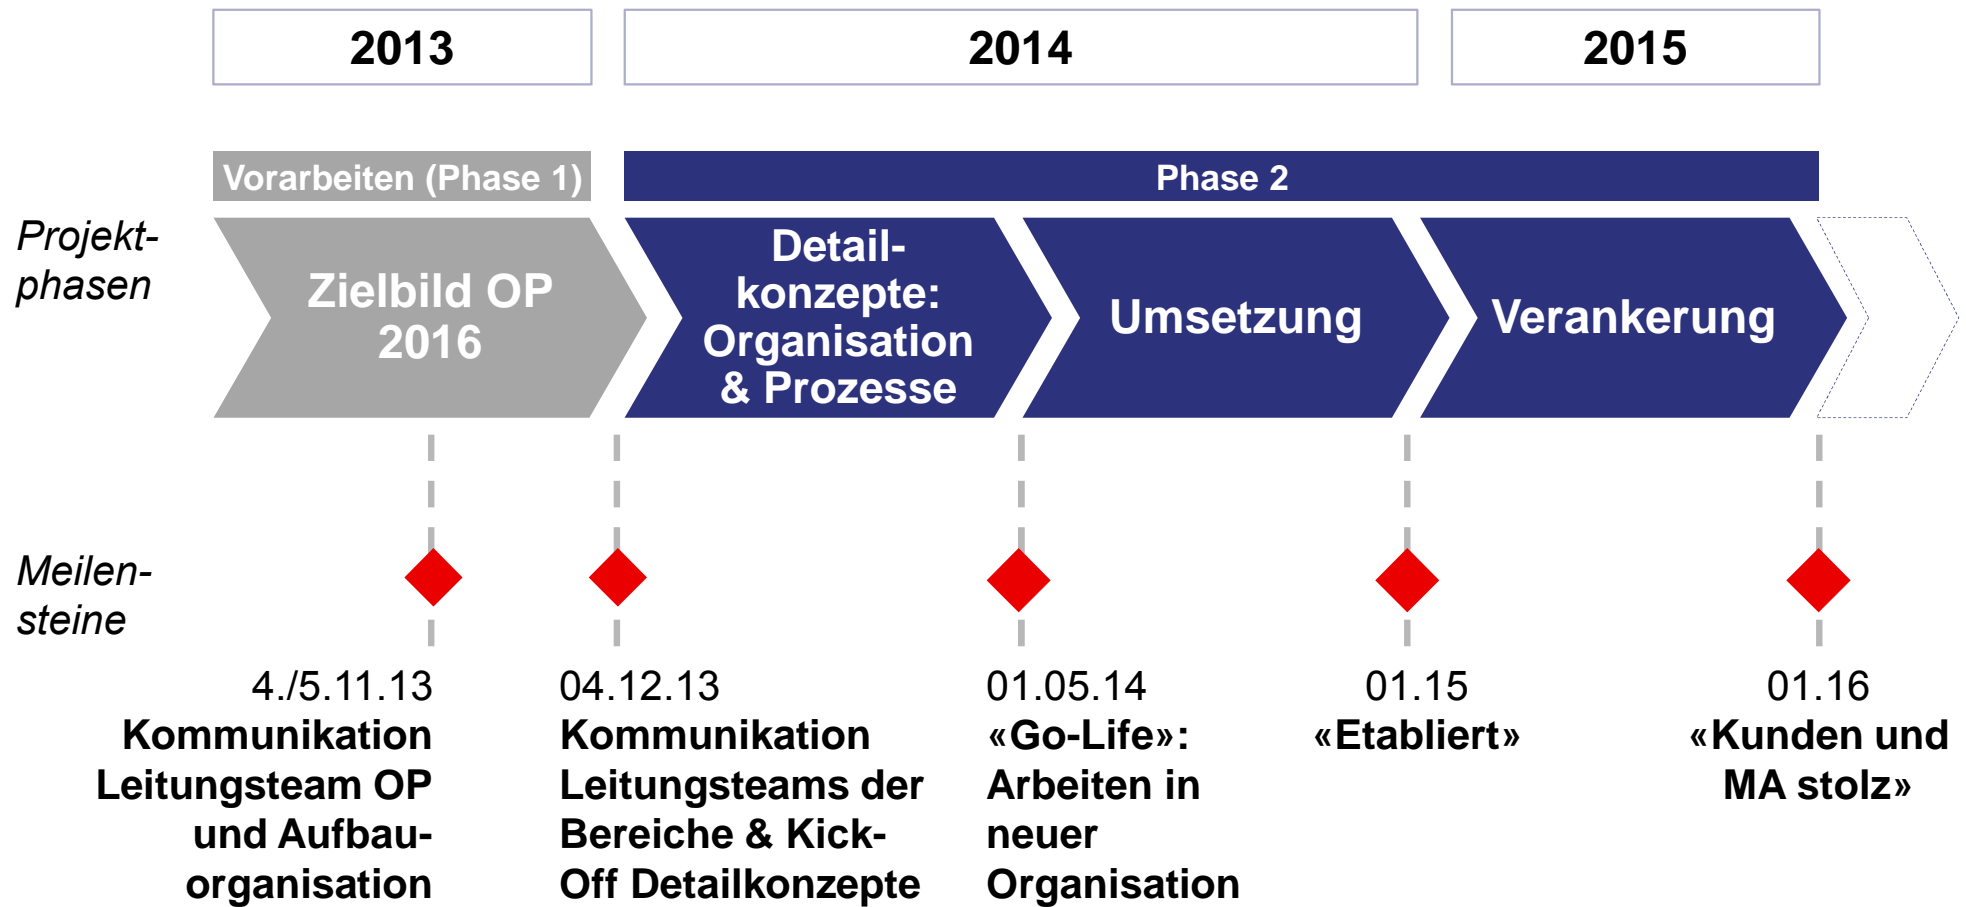 2013
2014
2015
Vorarbeiten (Phase 1)
Phase 2
Projekt-
phasen
Zielbild OP
2016
Detail-
konzepte:
Organisation
& Prozesse
Umsetzung
Verankerung
Meilen-
steine
4./5.11.13
Kommunikation
Leitungsteam OP
und Aufbau-
organisation
04.12.13
Kommunikation
Leitungsteams der
Bereiche & Kick-
Off Detailkonzepte
01.05.14
«Go-Life»:
Arbeiten in
neuer
Organisation
01.15
«Etabliert»
01.16
«Kunden und
MA stolz»